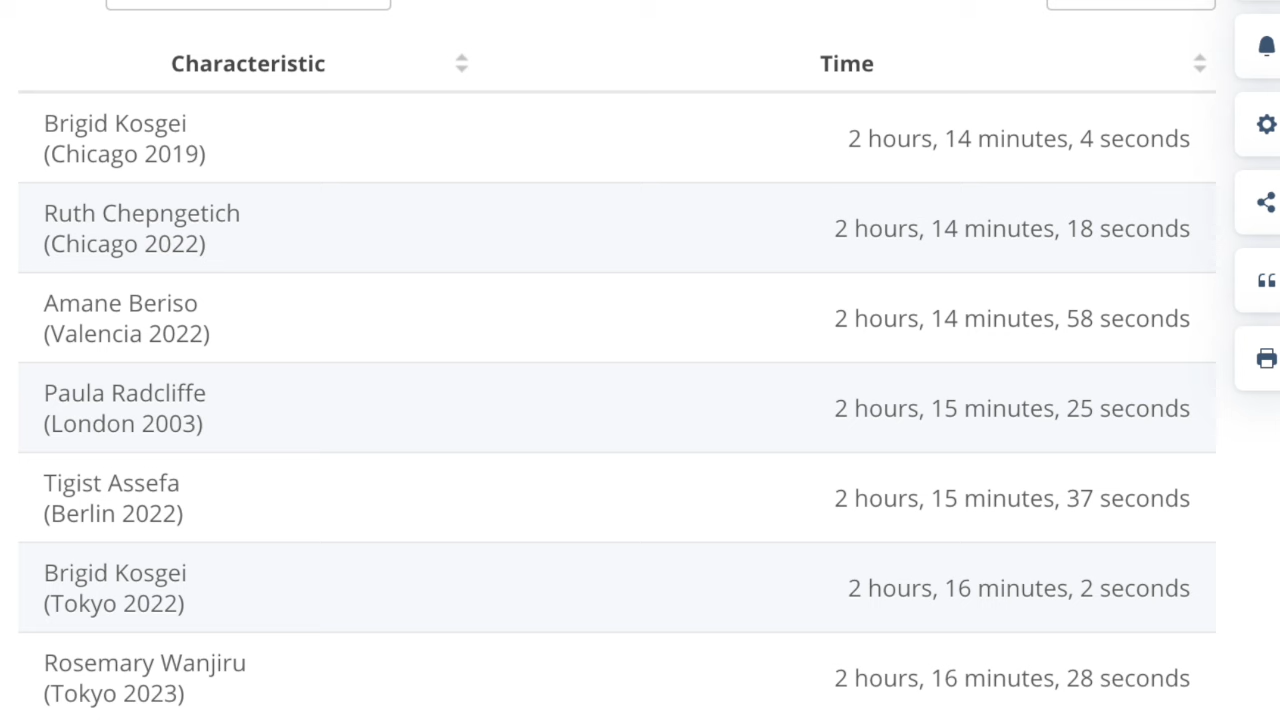 Characteristic Time
Brigid Kosgei
(Chicago 2019)
2 hours, 14 minutes, 4 seconds
Ruth Chepngetich
(Chicago 2022)
2 hours, 14 minutes, 18 seconds
Amane Beriso
(Valencia 2022)
2 hours, 14 minutes, 58 seconds
Paula Radcliffe
(London 2003)
2 hours, 15 minutes, 25 seconds
Tigist Assefa
(Berlin 2022)
2 hours, 15 minutes, 37 seconds
Brigid Kosgei
(Tokyo 2022)
2 hours, 16 minutes, 2 seconds
Rosemary Wanjiru
(Tokyo 2023)
2 hours, 16 minutes, 28 seconds